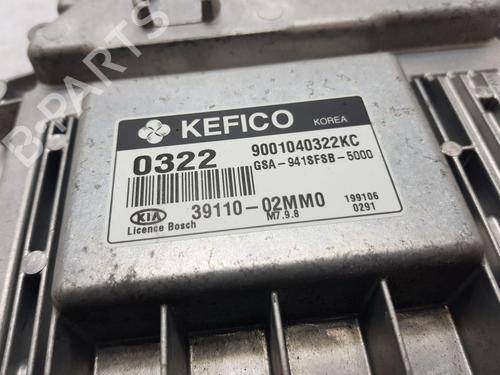 KEFICO KOREA
0322 9001040322KC
GSA-941SFSB-5000
KIA 39110-02MM0 199106
Licence Bosch M7.9.8 0291
B-PARTS